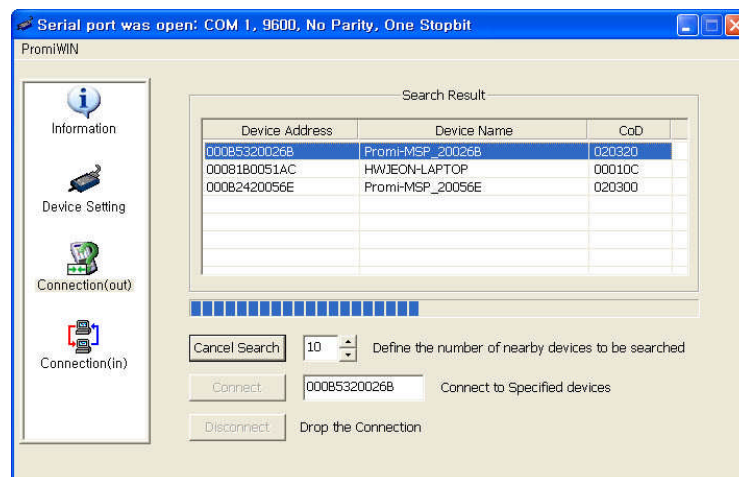 Serial port was open: COM 1, 9600, No Parity, One Stopbit
PromiWIN
Information
Device Setting
Connection(out)
Connection(in)
Search Result
Device Address Device Name CoD
000B5320026B Promi-MSP_20026B 020320
00081B0051AC HWJEON-LAPTOP 00010C
000B2420056E Promi-MSP_20056E 020300
Cancel Search 10 Define the number of nearby devices to be searched
Connect 000B5320026B Connect to Specified devices
Disconnect Drop the Connection